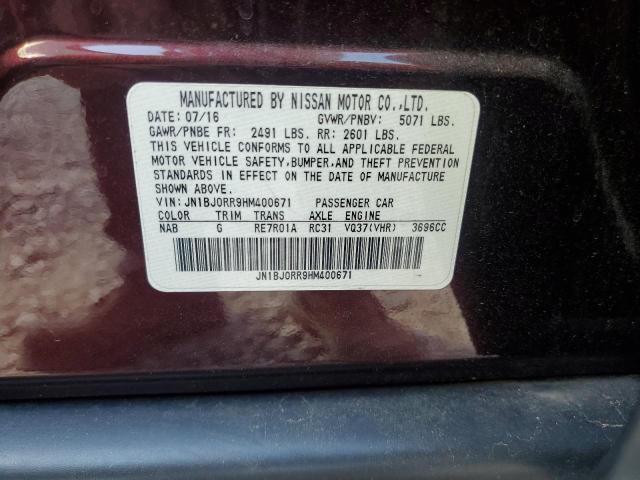 MANUFACTURED BY NISSAN MOTOR CO.,LTD.
DATE: 07/16 GVWR/PNBV: 5071 LBS.
GAWR/PNBE FR: 2491 LBS. RR: 2601 LBS.
THIS VEHICLE CONFORMS TO ALL APPLICABLE FEDERAL
MOTOR VEHICLE SAFETY,BUMPER,AND THEFT PREVENTION
STANDARDS IN EFFECT ON THE DATE OF MANUFACTURE
SHOWN ABOVE.
VIN: JN1BJ0RR9HM400671 PASSENGER CAR
COLOR TRIM TRANS AXLE ENGINE
NAB G RE7R01A RC31 VQ37(VHR) 3696CC
JN1BJ0RR9HM400671